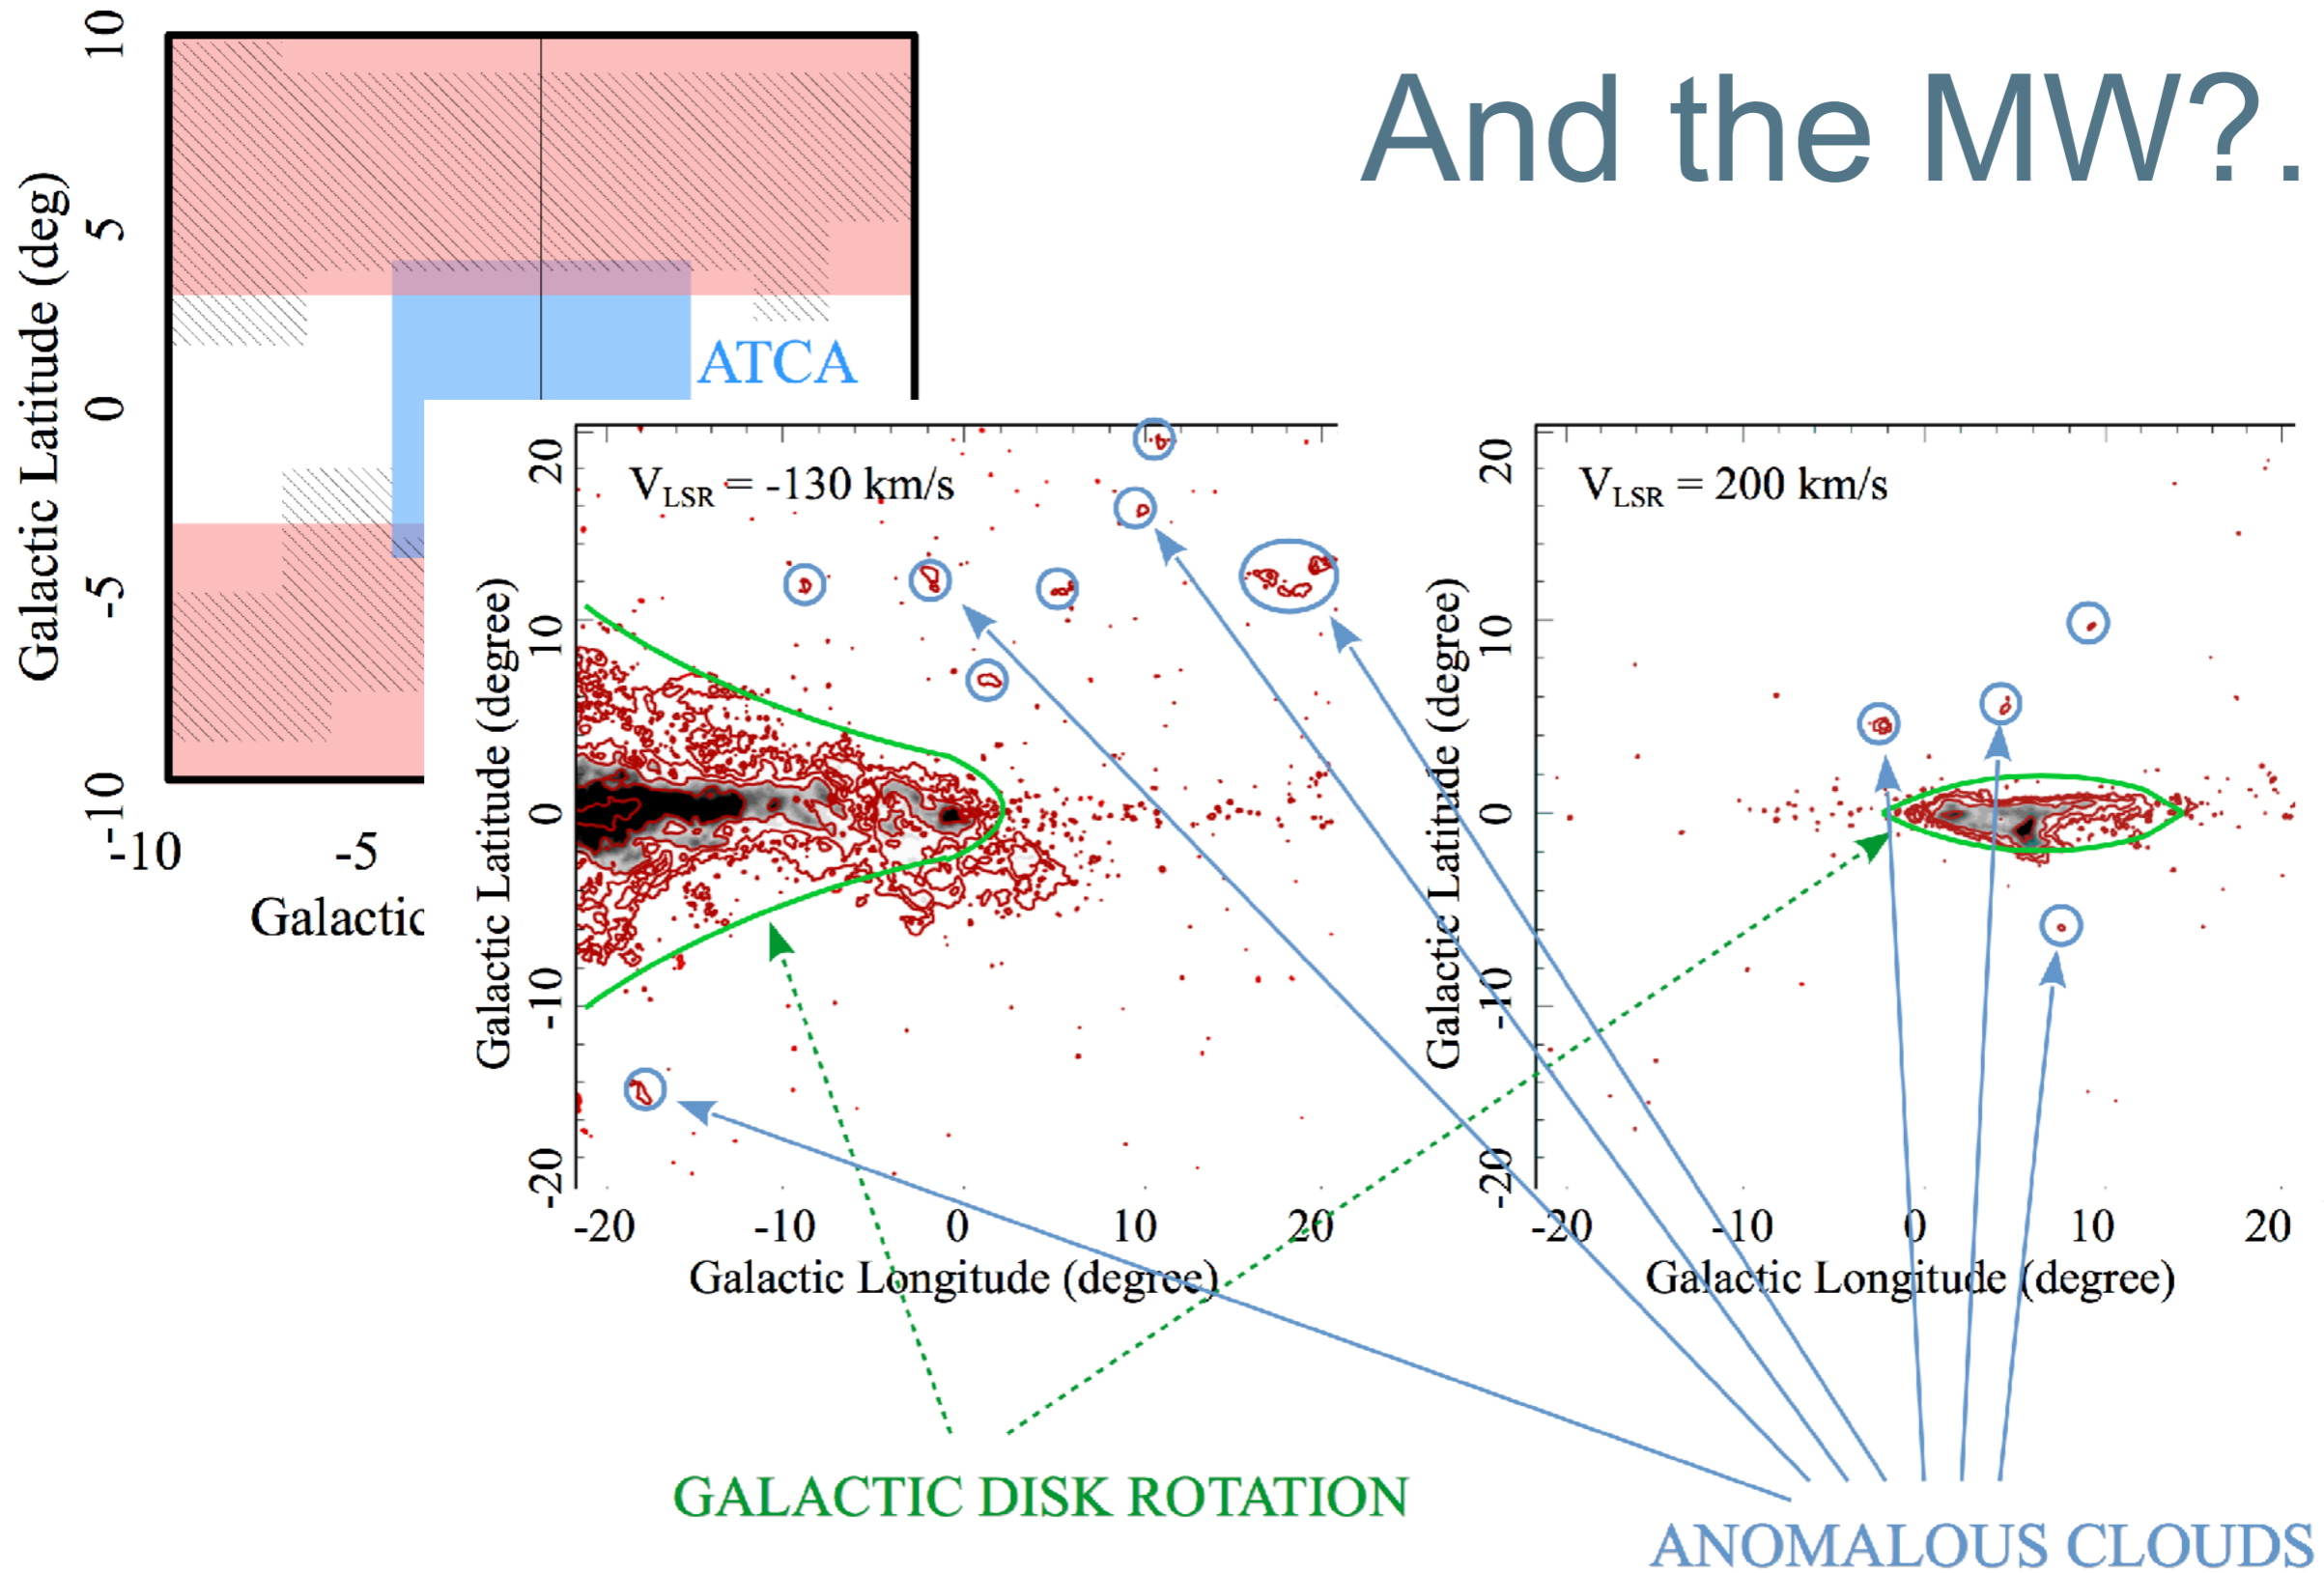 And the MW?.
10
5
0
-5
-10
Galactic Latitude (deg)
ATCA
-10
-5
Galactic
V_LSR = -130 km/s
20
10
0
-10
-20
Galactic Latitude (degree)
-20
-10
0
10
20
Galactic Longitude (degree)
V_LSR = 200 km/s
20
10
0
-10
-20
Galactic Latitude (degree)
-20
-10
0
10
20
Galactic Longitude (degree)
GALACTIC DISK ROTATION
ANOMALOUS CLOUDS